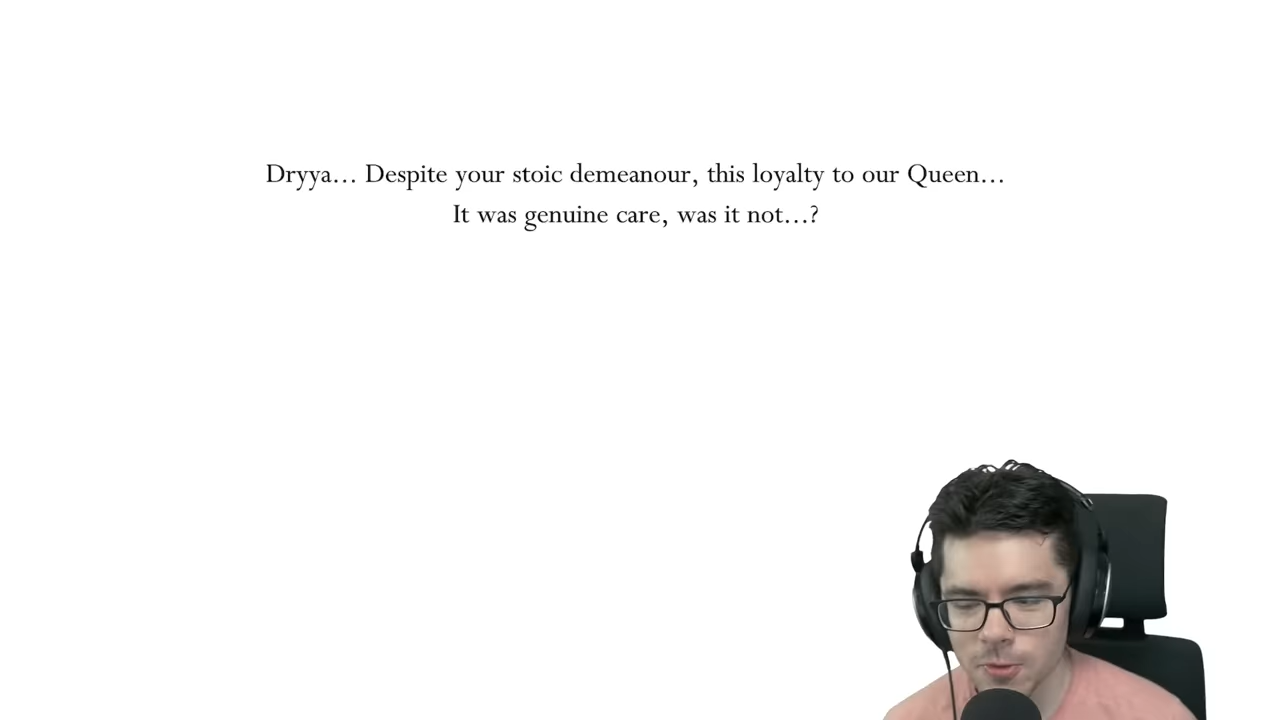 Dryya… Despite your stoic demeanour, this loyalty to our Queen…
It was genuine care, was it not…?